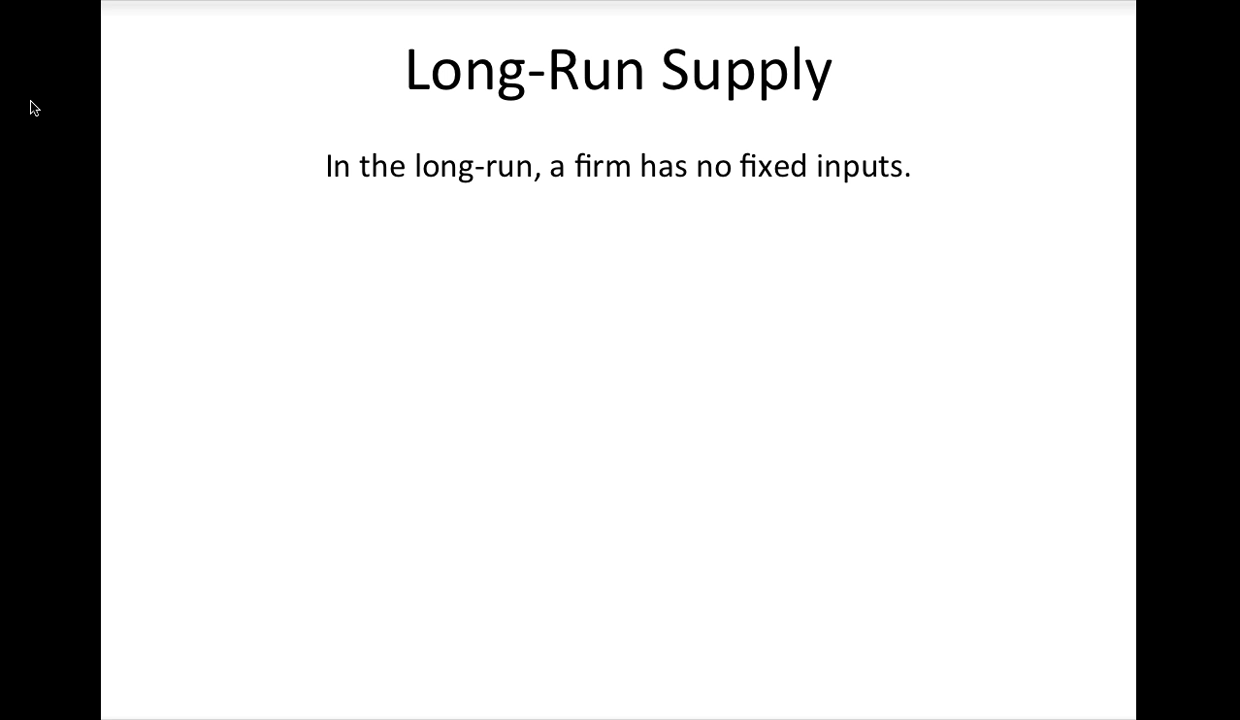 Long-Run Supply
In the long-run, a firm has no fixed inputs.